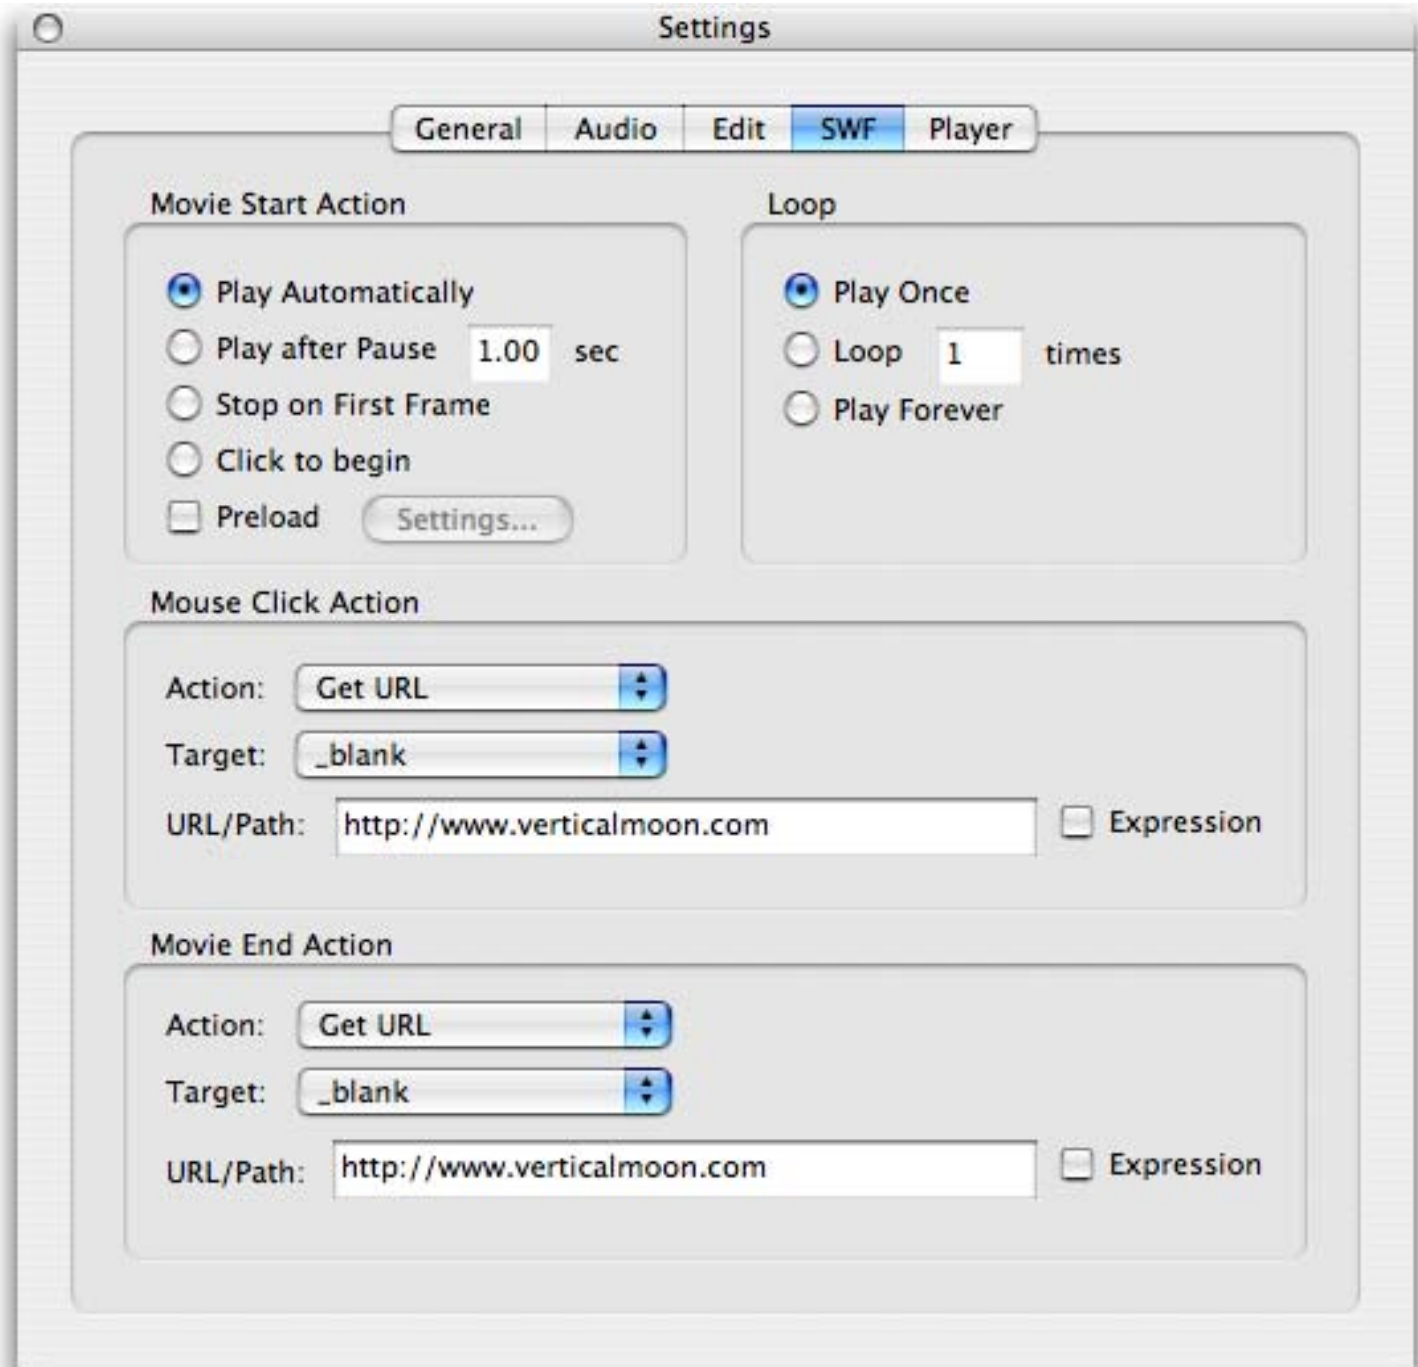 Settings
General Audio Edit SWF Player
Movie Start Action
Play Automatically
Play after Pause 1.00 sec
Stop on First Frame
Click to begin
Preload Settings...
Loop
Play Once
Loop 1 times
Play Forever
Mouse Click Action
Action: Get URL
Target: _blank
URL/Path: http://www.verticalmoon.com Expression
Movie End Action
Action: Get URL
Target: _blank
URL/Path: http://www.verticalmoon.com Expression